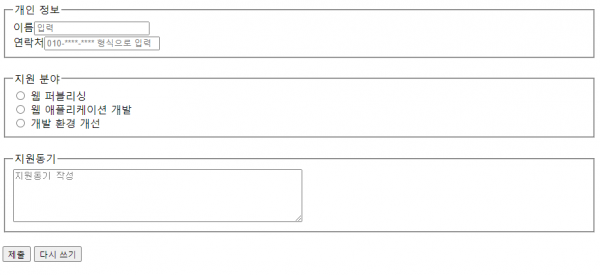 개인 정보
이름 입력
연락처 010-****-**** 형식으로 입력
지원 분야
웹 퍼블리싱
웹 애플리케이션 개발
개발 환경 개선
지원동기
지원동기 작성
제출 다시 쓰기